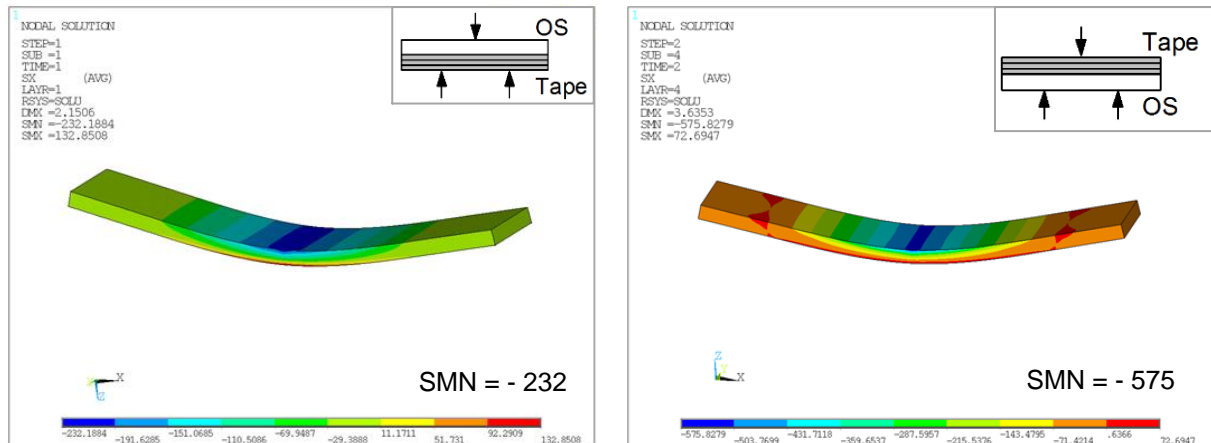 1
NODAL SOLUTION
STEP=1
SUB =1
TIME=1
SX (AVG)
LAYR=1
RSYS=SOLU
DMX =2.1506
SMN =-232.1884
SMX =132.8508
OS
Tape
X
Z
SMN = - 232
-232.1884 -151.0685 -69.9487 11.1711 92.2909
-191.6285 -110.5086 -29.3888 51.731 132.8508
1
NODAL SOLUTION
STEP=2
SUB =4
TIME=2
SX (AVG)
LAYR=4
RSYS=SOLU
DMX =3.6353
SMN =-575.8279
SMX =72.6947
Tape
OS
Z
Y
X
SMN = - 575
-575.8279 -431.7118 -287.5957 -143.4795 .6366
-503.7699 -359.6537 -215.5376 -71.4214 72.6947